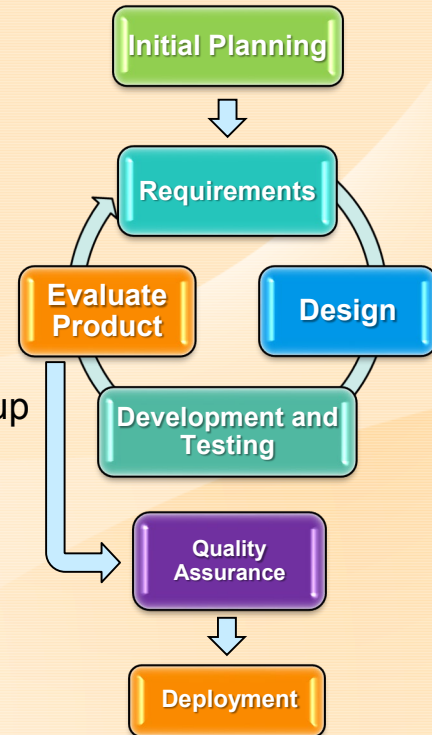 Initial Planning
Requirements
Evaluate
Product
Design
up
Development and
Testing
Quality
Assurance
Deployment